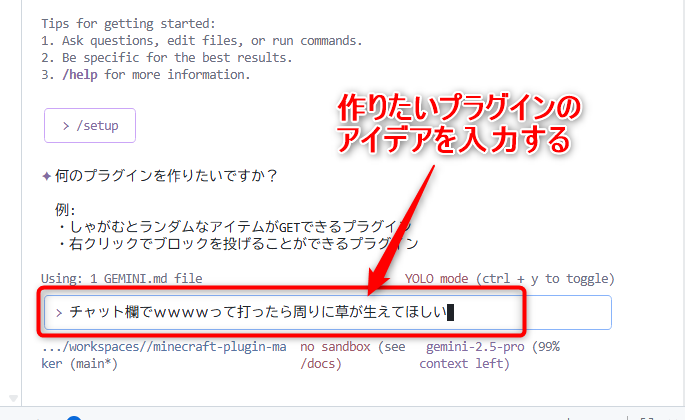 Tips for getting started:
1. Ask questions, edit files, or run commands.
2. Be specific for the best results.
3. /help for more information.
作りたいプラグインの
アイデアを入力する
> /setup
✦何のプラグインを作りたいですか？
例:
・しゃがむとランダムなアイテムがGETできるプラグイン
・右クリックでブロックを投げることができるプラグイン
Using: 1 GEMINI.md file YOLO mode (ctrl + y to toggle)
> チャット欄でｗｗｗｗって打ったら周りに草が生えてほしい
.../workspaces//minecraft-plugin-ma no sandbox (see gemini-2.5-pro (99%
ker (main*) /docs) context left)